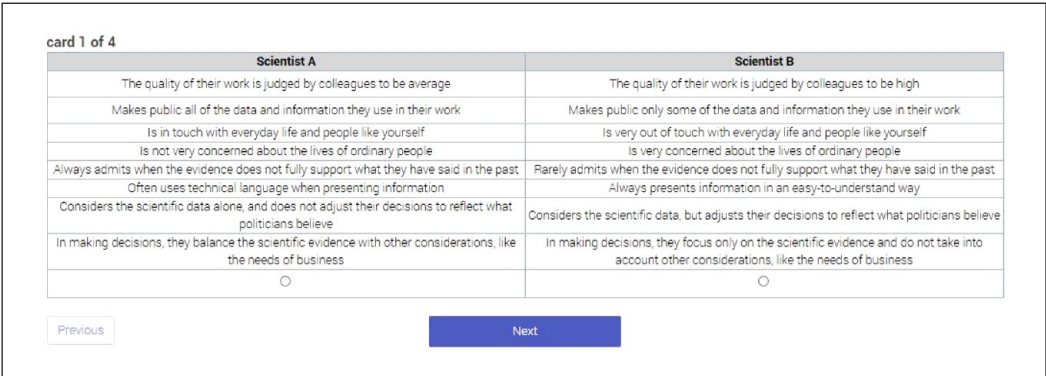 card 1 of 4
Scientist A
Scientist B
The quality of their work is judged by colleagues to be average
The quality of their work is judged by colleagues to be high
Makes public all of the data and information they use in their work
Makes public only some of the data and information they use in their work
Is in touch with everyday life and people like yourself
Is very out of touch with everyday life and people like yourself
Is not very concerned about the lives of ordinary people
Is very concerned about the lives of ordinary people
Always admits when the evidence does not fully support what they have said in the past
Rarely admits when the evidence does not fully support what they have said in the past
Often uses technical language when presenting information
Always presents information in an easy-to-understand way
Considers the scientific data alone, and does not adjust their decisions to reflect what
politicians believe
Considers the scientific data, but adjusts their decisions to reflect what politicians believe
In making decisions, they balance the scientific evidence with other considerations, like
the needs of business
In making decisions, they focus only on the scientific evidence and do not take into
account other considerations, like the needs of business
Previous
Next